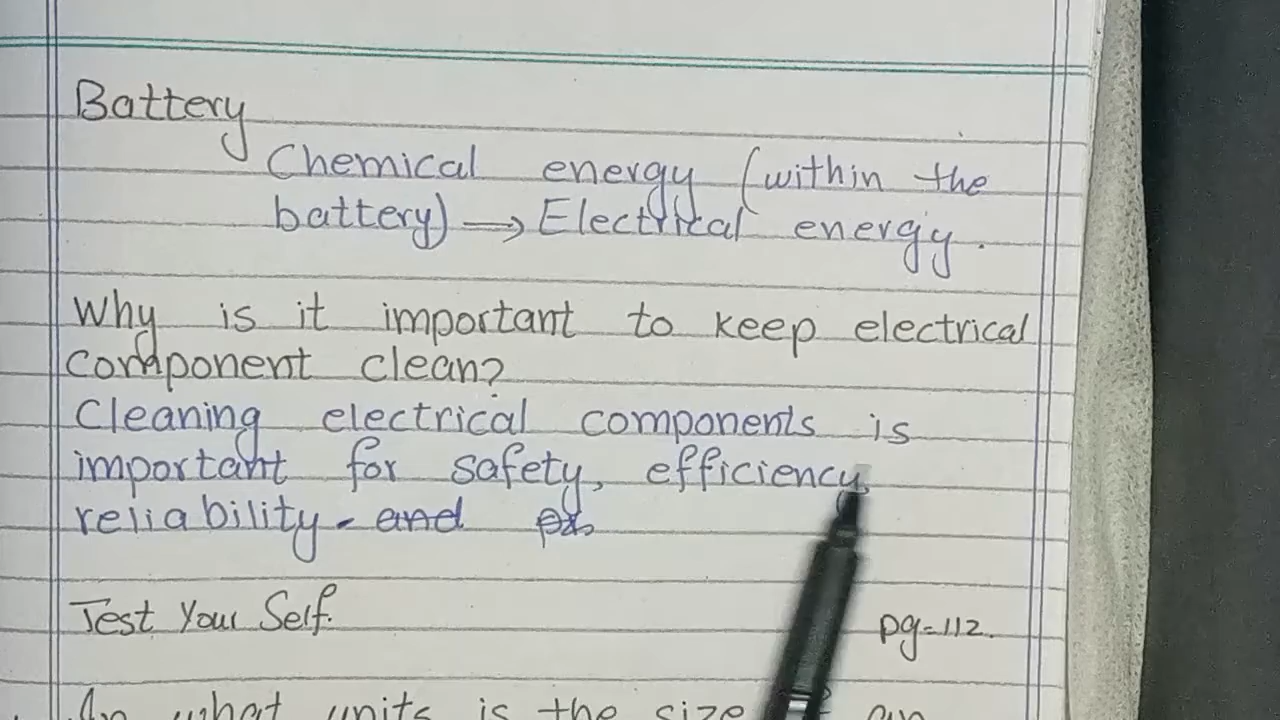 Battery
Chemical energy (within the
battery) → Electrical energy.
Why is it important to keep electrical
component clean?
Cleaning electrical components is
important for safety, efficiency,
reliability - and
Test Your Self.
pg=112.
In what units is the size an